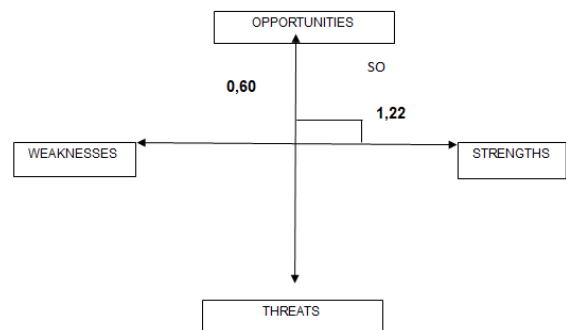 OPPORTUNITIES
SO
0,60
1,22
WEAKNESSES
STRENGTHS
THREATS